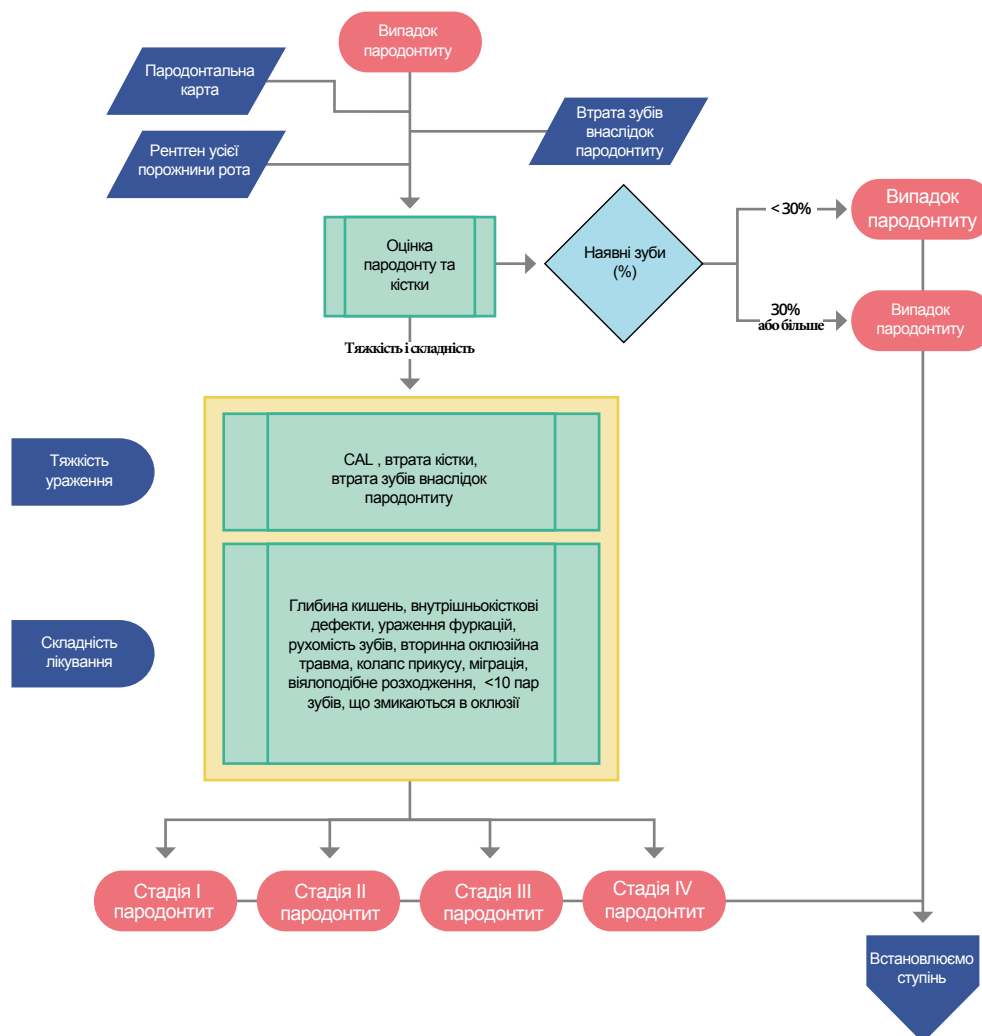 Випадок
пародонтиту
Пародонтальна
карта
Втрата зубів
внаслідок
пародонтиту
Рентген усієї
порожнини рота
Оцінка
пародонту та
кістки
Наявні зуби
(%)
< 30%
Випадок
пародонтиту
30%
або більше
Випадок
пародонтиту
Тяжкість і складність
Тяжкість
ураження
CAL , втрата кістки,
втрата зубів внаслідок
пародонтиту
Складність
лікування
Глибина кишень, внутрішньокісткові
дефекти, ураження фуркацій,
рухомість зубів, вторинна оклюзійна
травма, колапс прикусу, міграція,
віялоподібне розходження, <10 пар
зубів, що змикаються в оклюзії
Стадія I
пародонтит
Стадія II
пародонтит
Стадія III
пародонтит
Стадія IV
пародонтит
Встановлюємо
ступінь